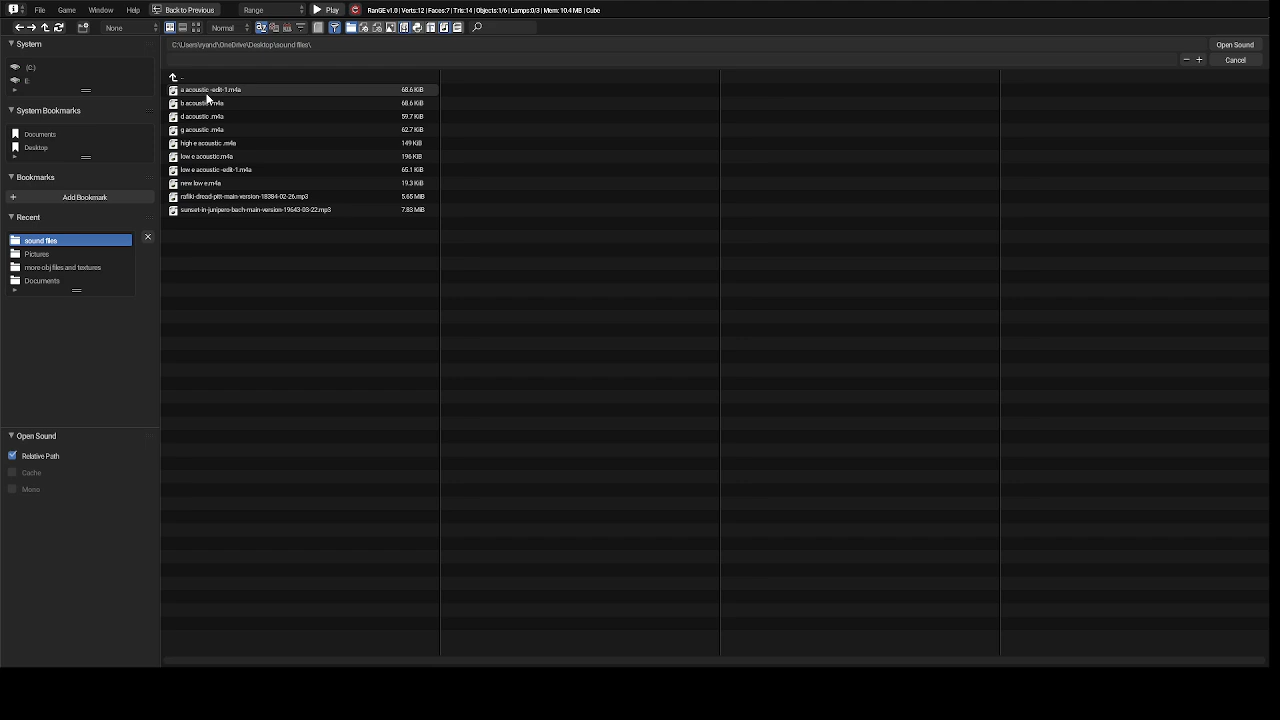 File Game Window Help Back to Previous Range Play RanGE v1.0 | Verts:12 | Faces:7 | Tris:14 | Objects:1/6 | Lamps:0/3 | Mem: 10.4 MB | Cube
None Normal
System
C:\Users\ryand\OneDrive\Desktop\sound files\
Open Sound
Cancel
(C:)
E:
System Bookmarks
Documents
Desktop
Bookmarks
Add Bookmark
Recent
sound files
Pictures
more obj files and textures
Documents
Open Sound
Relative Path
Cache
Mono
..
a acoustic -edit-1.m4a 68.6 KiB
b acoustic .m4a 68.6 KiB
d acoustic .m4a 59.7 KiB
g acoustic .m4a 62.7 KiB
high e acoustic .m4a 149 KiB
low e acoustic.m4a 196 KiB
low e acoustic -edit-1.m4a 65.1 KiB
new low e.m4a 19.3 KiB
rafiki-dread-pitt-main-version-18384-02-26.mp3 5.65 MiB
sunset-in-junipero-bach-main-version-19643-03-22.mp3 7.83 MiB